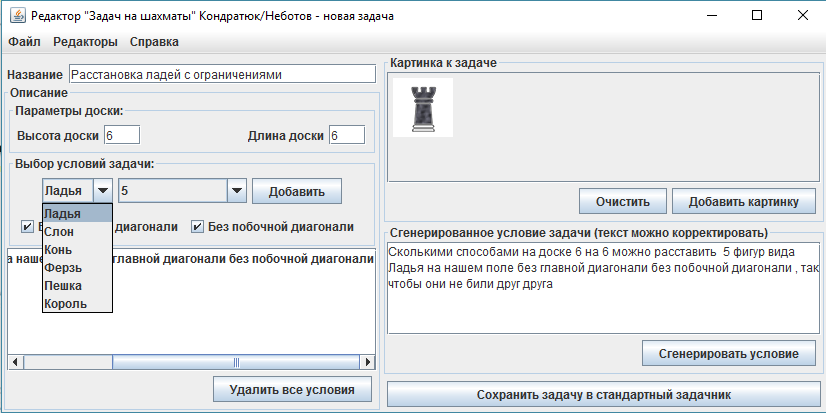 Редактор "Задач на шахматы" Кондратюк/Неботов - новая задача
Файл Редакторы Справка
Название Расстановка ладей с ограничениями
Описание
Параметры доски:
Высота доски 6 Длина доски 6
Выбор условий задачи:
Ладья 5 Добавить
Ладья
Слон
Конь
Ферзь
Пешка
Король
диагонали Без побочной диагонали
а наше главной диагонали без побочной диагонали
Удалить все условия
Картинка к задаче
Очистить Добавить картинку
Сгенерированное условие задачи (текст можно корректировать)
Сколькими способами на доске 6 на 6 можно расставить 5 фигур вида
Ладья на нашем поле без главной диагонали без побочной диагонали , так
чтобы они не били друг друга
Сгенерировать условие
Сохранить задачу в стандартный задачник